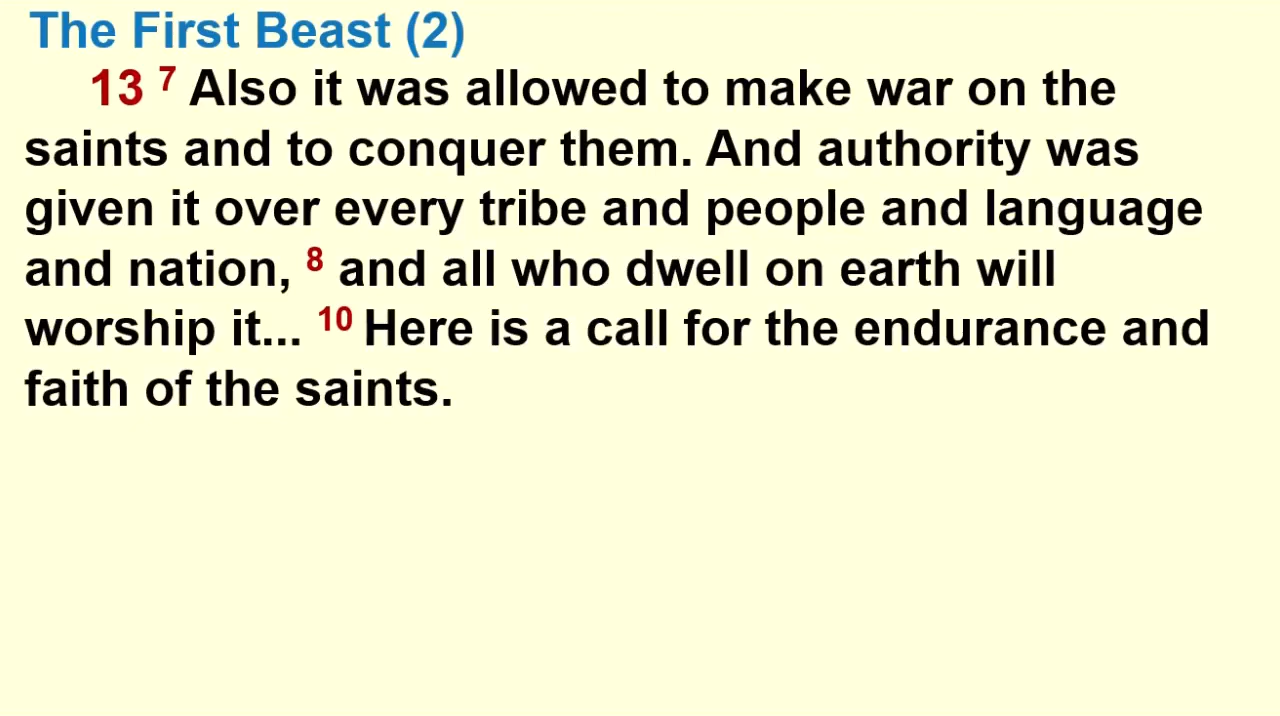 The First Beast (2)
13 7 Also it was allowed to make war on the
saints and to conquer them. And authority was
given it over every tribe and people and language
and nation, 8 and all who dwell on earth will
worship it... 10 Here is a call for the endurance and
faith of the saints.